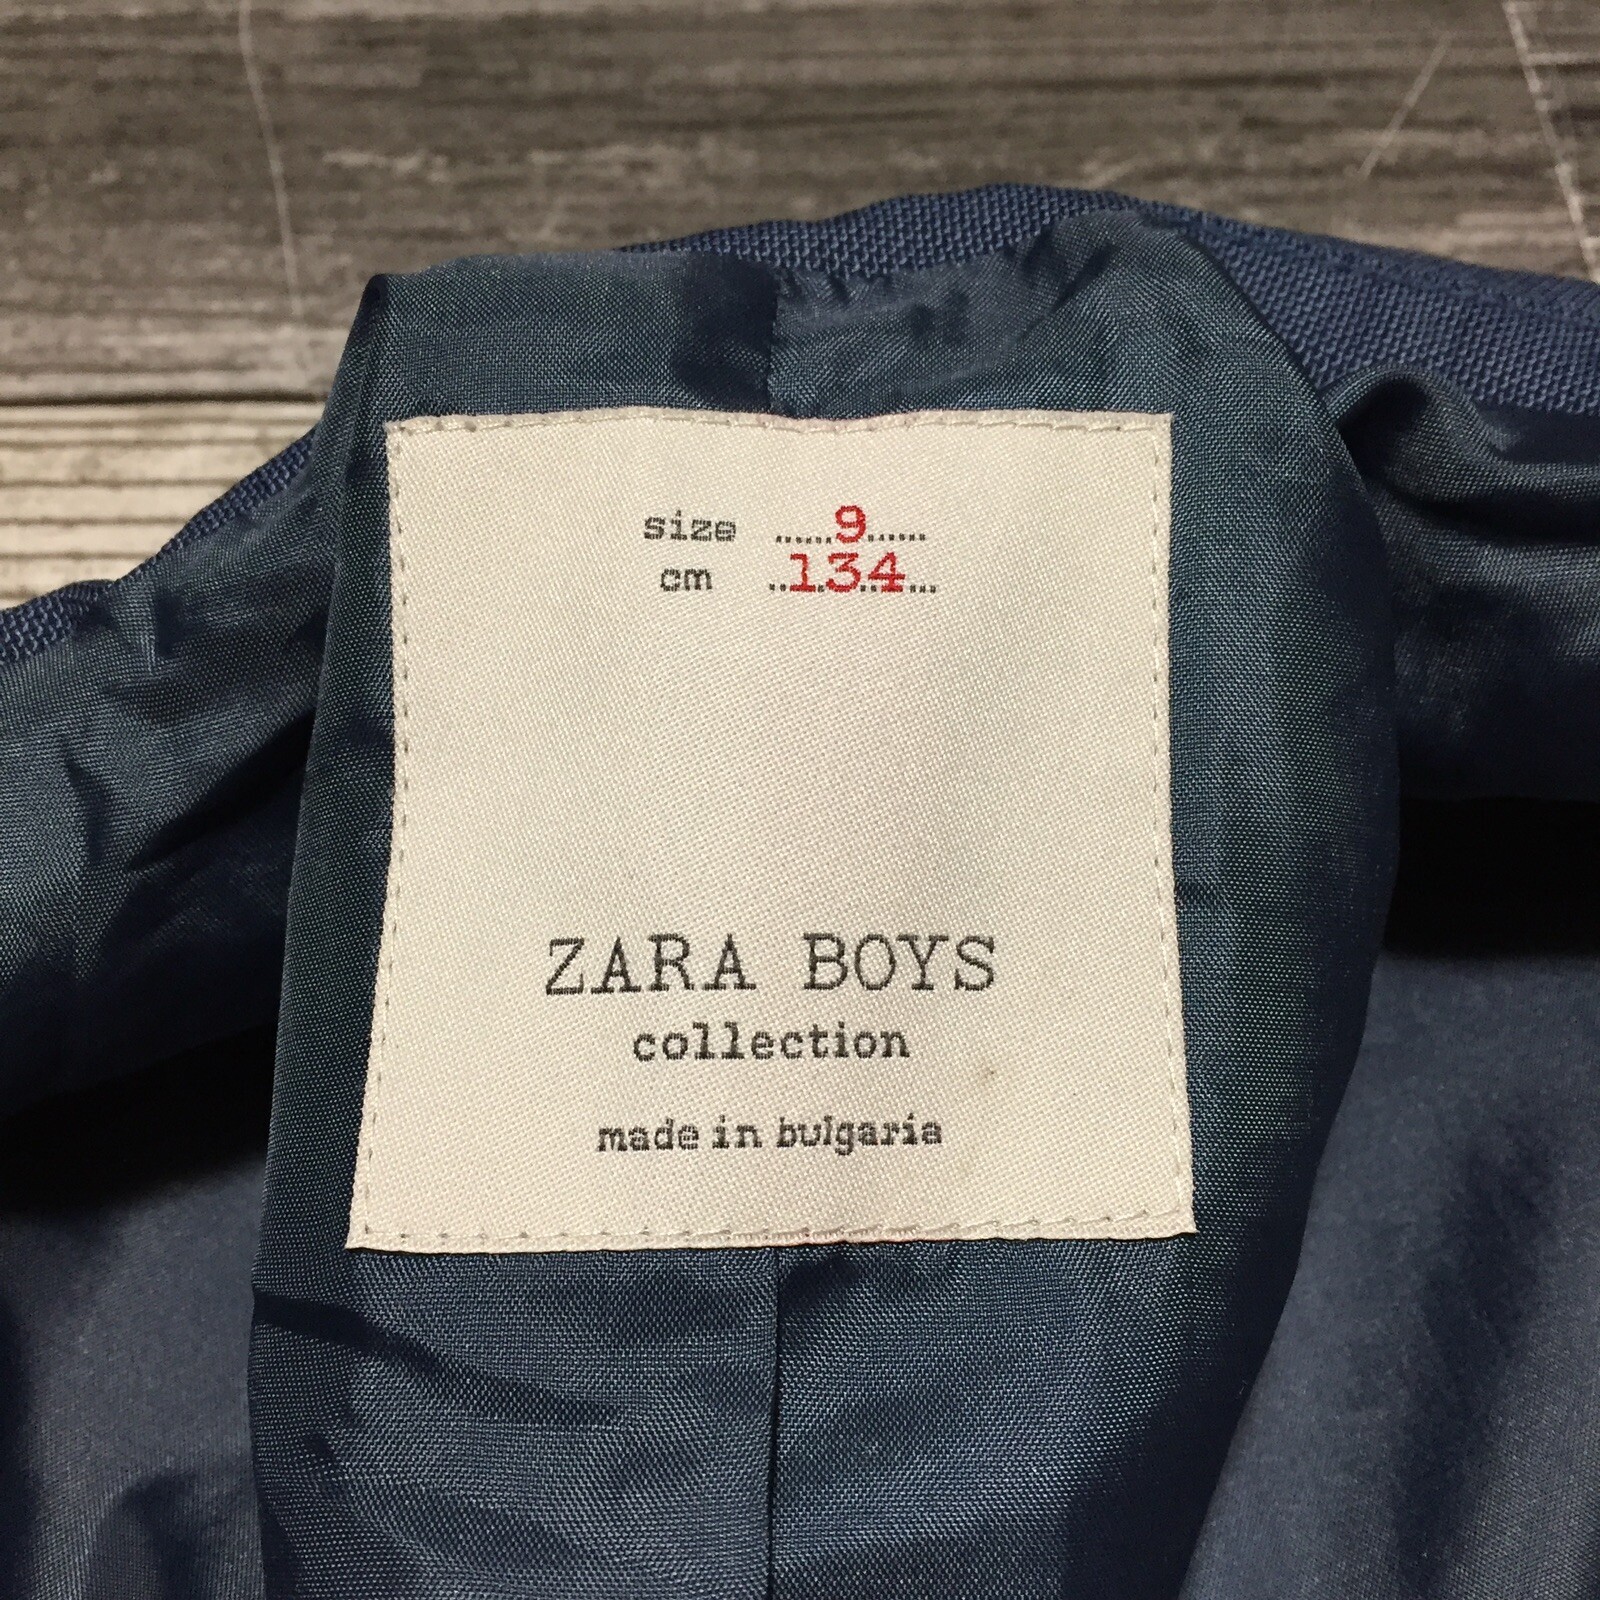 size 9
cm 134
ZARA BOYS
collection
made in bulgaria